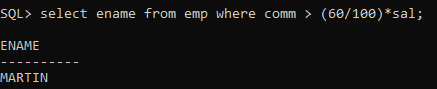 SQL> select ename from emp where comm > (60/100)*sal;
ENAME
----------
MARTIN